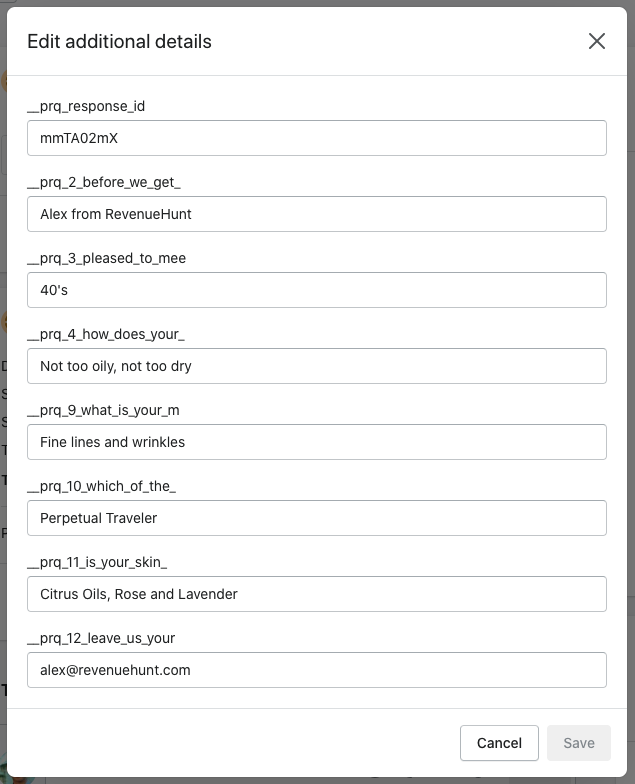 Edit additional details
__prq_response_id
mmTA02mX
__prq_2_before_we_get_
Alex from RevenueHunt
__prq_3_pleased_to_mee
40's
__prq_4_how_does_your_
Not too oily, not too dry
__prq_9_what_is_your_m
Fine lines and wrinkles
__prq_10_which_of_the_
Perpetual Traveler
__prq_11_is_your_skin_
Citrus Oils, Rose and Lavender
__prq_12_leave_us_your
alex@revenuehunt.com
Cancel Save